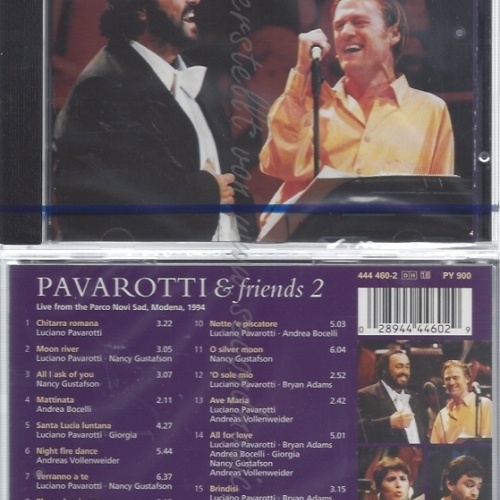 PAVAROTTI & friends 2
Live from the Parco Novi Sad, Modena, 1994
444 460-2 DH 18 PY 900
0 28944 44602 9
1 Chitarra romana 3.22
Luciano Pavarotti
2 Moon river 3.05
Luciano Pavarotti · Nancy Gustafson
3 All I ask of you 3.07
Nancy Gustafson
4 Mattinata 2.11
Andrea Bocelli
5 Santa Lucia luntana 4.27
Luciano Pavarotti · Giorgia
6 Night fire dance 5.44
Andreas Vollenweider
7 Verranno a te 6.37
Luciano Pavarotti · Nancy Gustafson
10 Notte 'e piscatore 5.03
Luciano Pavarotti · Andrea Bocelli
11 O silver moon 6.04
Nancy Gustafson
12 'O sole mio 2.52
Luciano Pavarotti · Bryan Adams
13 Ave Maria 2.42
Luciano Pavarotti
Andreas Vollenweider
14 All for love 5.01
Luciano Pavarotti · Bryan Adams
Andrea Bocelli · Giorgia
Nancy Gustafson
Andreas Vollenweider
15 Brindisi 3.15
Luciano Pavarotti